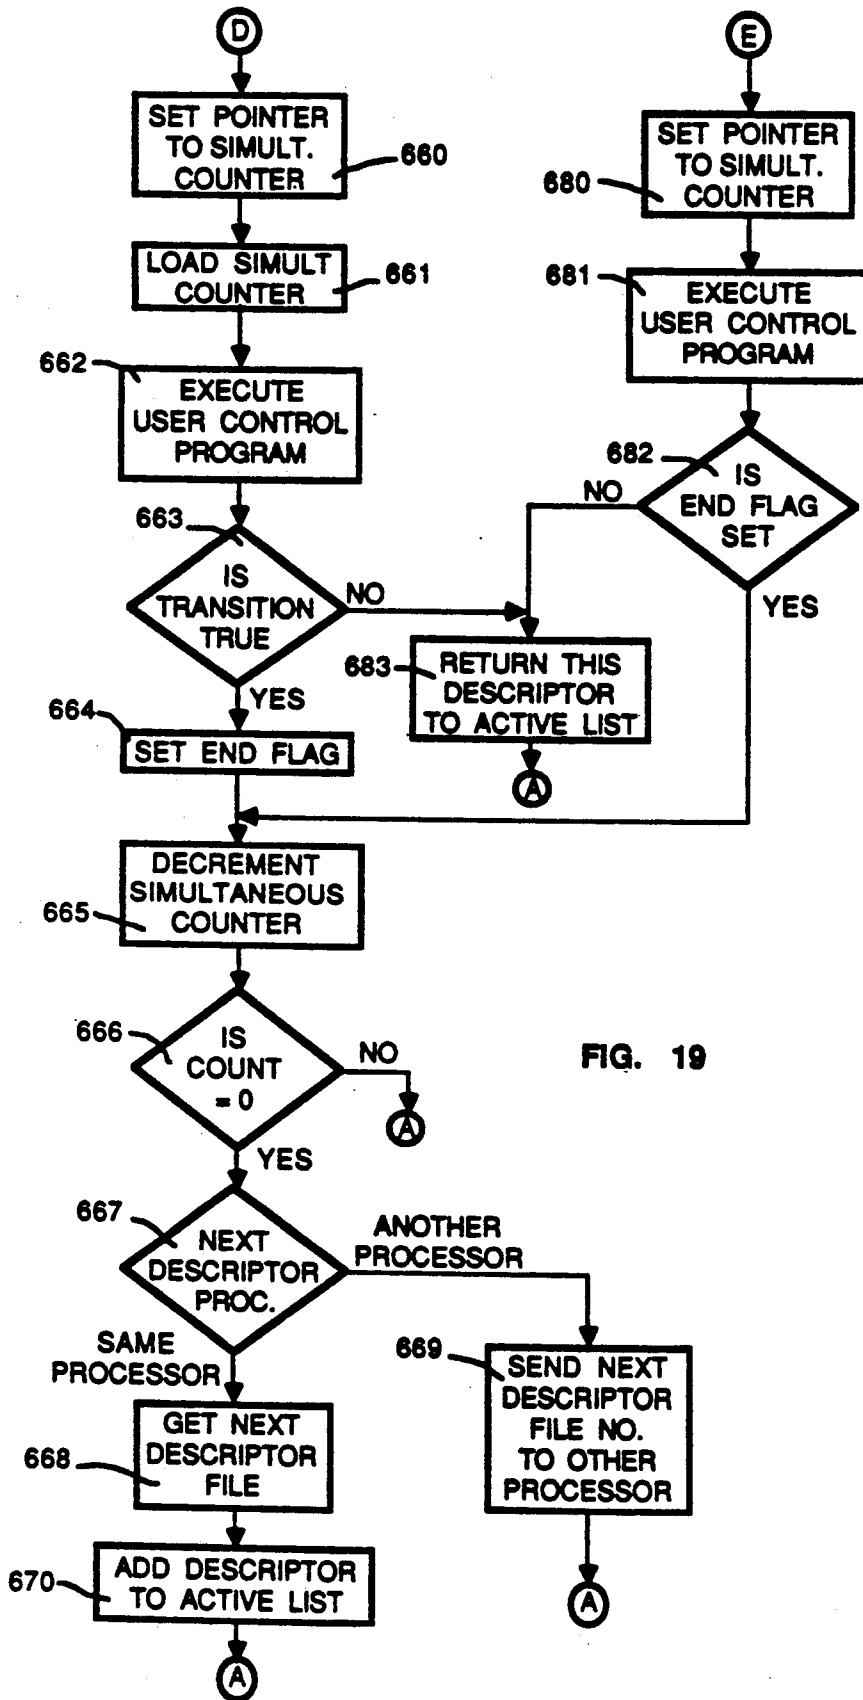 D
SET POINTER
TO SIMULT.
COUNTER
660
LOAD SIMULT
COUNTER
661
662
EXECUTE
USER CONTROL
PROGRAM
663
IS
TRANSITION
TRUE
NO
YES
664
SET END FLAG
E
SET POINTER
TO SIMULT.
COUNTER
680
681
EXECUTE
USER CONTROL
PROGRAM
682
IS
END FLAG
SET
NO
YES
683
RETURN THIS
DESCRIPTOR
TO ACTIVE LIST
A
DECREMENT
SIMULTANEOUS
COUNTER
665
666
IS
COUNT
= 0
NO
A
YES
FIG. 19
667
NEXT
DESCRIPTOR
PROC.
ANOTHER
PROCESSOR
SAME
PROCESSOR
668
GET NEXT
DESCRIPTOR
FILE
669
SEND NEXT
DESCRIPTOR
FILE NO.
TO OTHER
PROCESSOR
A
670
ADD DESCRIPTOR
TO ACTIVE LIST
A